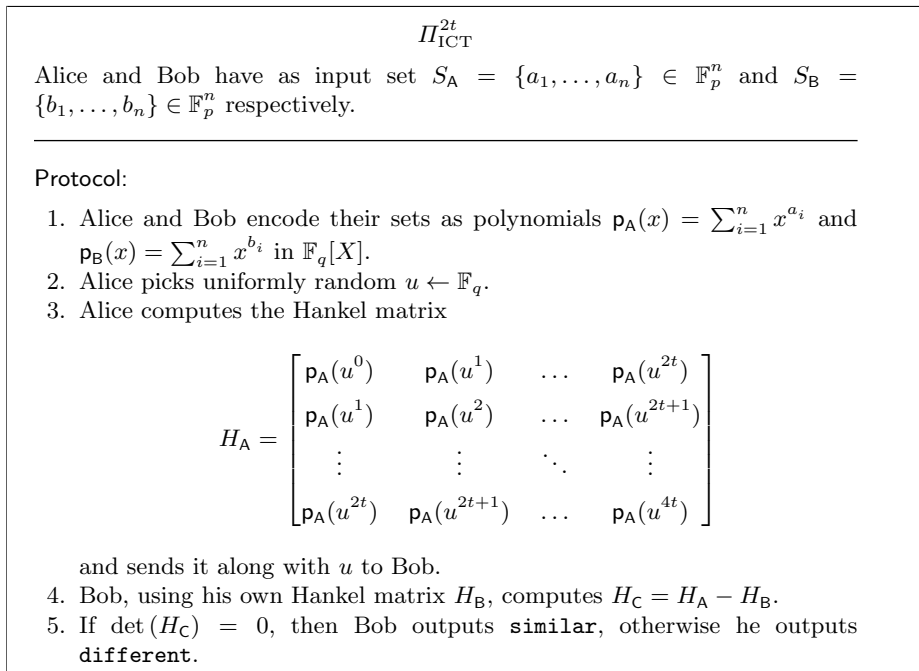 Π^{2t}_{ICT}
Alice and Bob have as input set S_A = {a_1, . . . , a_n} ∈ 𝔽_p^n and S_B =
{b_1, . . . , b_n} ∈ 𝔽_p^n respectively.
Protocol:
1. Alice and Bob encode their sets as polynomials p_A(x) = ∑_{i=1}^n x^{a_i} and
p_B(x) = ∑_{i=1}^n x^{b_i} in 𝔽_q[X].
2. Alice picks uniformly random u ← 𝔽_q.
3. Alice computes the Hankel matrix
p_A(u^0) p_A(u^1) . . . p_A(u^{2t})
p_A(u^1) p_A(u^2) . . . p_A(u^{2t+1})
H_A = ⋮ ⋮ ⋱ ⋮
p_A(u^{2t}) p_A(u^{2t+1}) . . . p_A(u^{4t})
and sends it along with u to Bob.
4. Bob, using his own Hankel matrix H_B, computes H_C = H_A − H_B.
5. If det (H_C) = 0, then Bob outputs similar, otherwise he outputs
different.